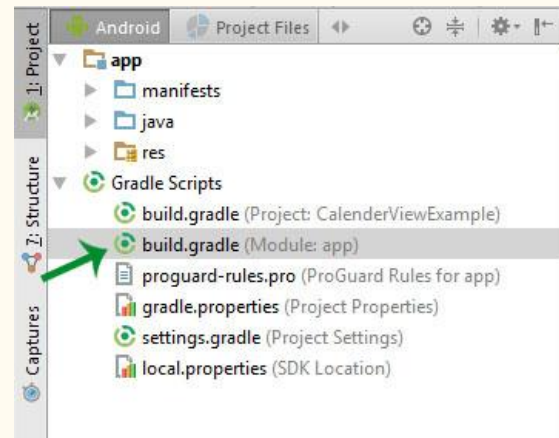 Android Project Files
1: Project
app
manifests
java
res
Gradle Scripts
build.gradle (Project: CalenderViewExample)
build.gradle (Module: app)
proguard-rules.pro (ProGuard Rules for app)
gradle.properties (Project Properties)
settings.gradle (Project Settings)
local.properties (SDK Location)
7: Structure
Captures